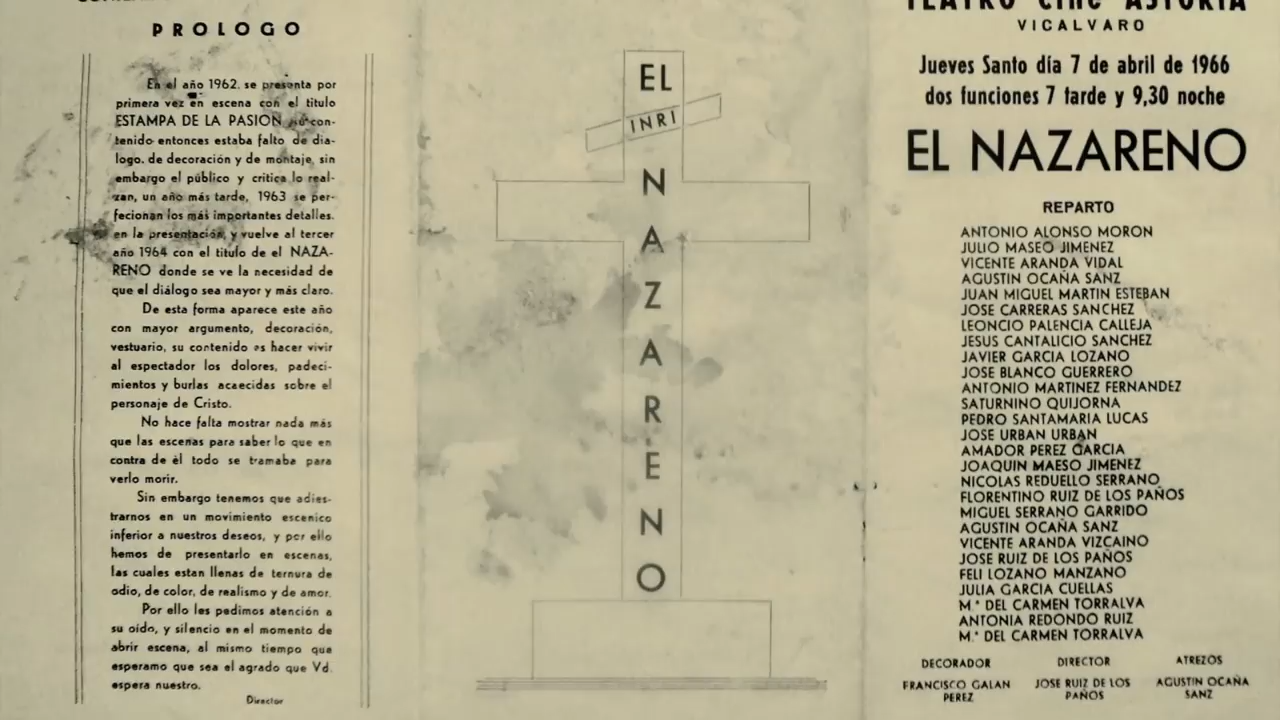 PROLOGO
En el año 1962, se presenta por
primera vez en escena con el titulo
ESTAMPA DE LA PASION, su con-
tenido entonces estaba falto de dia-
logo, de decoración y de montaje, sin
embargo el público y critica lo real-
zan, un año más tarde, 1963 se per-
fecionan los más importantes detalles.
en la presentación, y vuelve al tercer
año 1964 con el titulo de el NAZA-
RENO donde se ve la necesidad de
que el diálogo sea mayor y más claro.
De esta forma aparece este año
con mayor argumento, decoración,
vestuario, su contenido es hacer vivir
al espectador los dolores, padeci-
mientos y burlas acaecidas sobre el
personaje de Cristo.
No hace falta mostrar nada más
que las escenas para saber lo que en
contra de èl todo se tramaba para
verlo morir.
Sin embargo tenemos que adies-
trarnos en un movimiento escenico
inferior a nuestros deseos, y por ello
hemos de presentarlo en escenas,
las cuales estan llenas de ternura de
odio, de color, de realismo y de amor.
Por ello les pedimos atención a
su oido, y silencio en el momento de
abrir escena, al mismo tiempo que
esperamo que sea el agrado que Vd.
espera nuestro.
Director
EL
INRI
N
A
Z
A
R
E
N
O
TEATRO Cine ASTORIA
VICALVARO
Jueves Santo día 7 de abril de 1966
dos funciones 7 tarde y 9,30 noche
EL NAZARENO
REPARTO
ANTONIO ALONSO MORON
JULIO MASEO JIMENEZ
VICENTE ARANDA VIDAL
AGUSTIN OCAÑA SANZ
JUAN MIGUEL MARTIN ESTEBAN
JOSE CARRERAS SANCHEZ
LEONCIO PALENCIA CALLEJA
JESUS CANTALICIO SANCHEZ
JAVIER GARCIA LOZANO
JOSE BLANCO GUERRERO
ANTONIO MARTINEZ FERNANDEZ
SATURNINO QUIJORNA
PEDRO SANTAMARIA LUCAS
JOSE URBAN URBAN
AMADOR PEREZ GARCIA
JOAQUIN MAESO JIMENEZ
NICOLAS REDUELLO SERRANO
FLORENTINO RUIZ DE LOS PAÑOS
MIGUEL SERRANO GARRIDO
AGUSTIN OCAÑA SANZ
VICENTE ARANDA VIZCAINO
JOSE RUIZ DE LOS PAÑOS
FELI LOZANO MANZANO
JULIA GARCIA CUELLAS
M.ª DEL CARMEN TORRALVA
ANTONIA REDONDO RUIZ
M.ª DEL CARMEN TORRALVA
DECORADOR
FRANCISCO GALAN
PEREZ
DIRECTOR
JOSE RUIZ DE LOS
PAÑOS
ATREZOS
AGUSTIN OCAÑA
SANZ